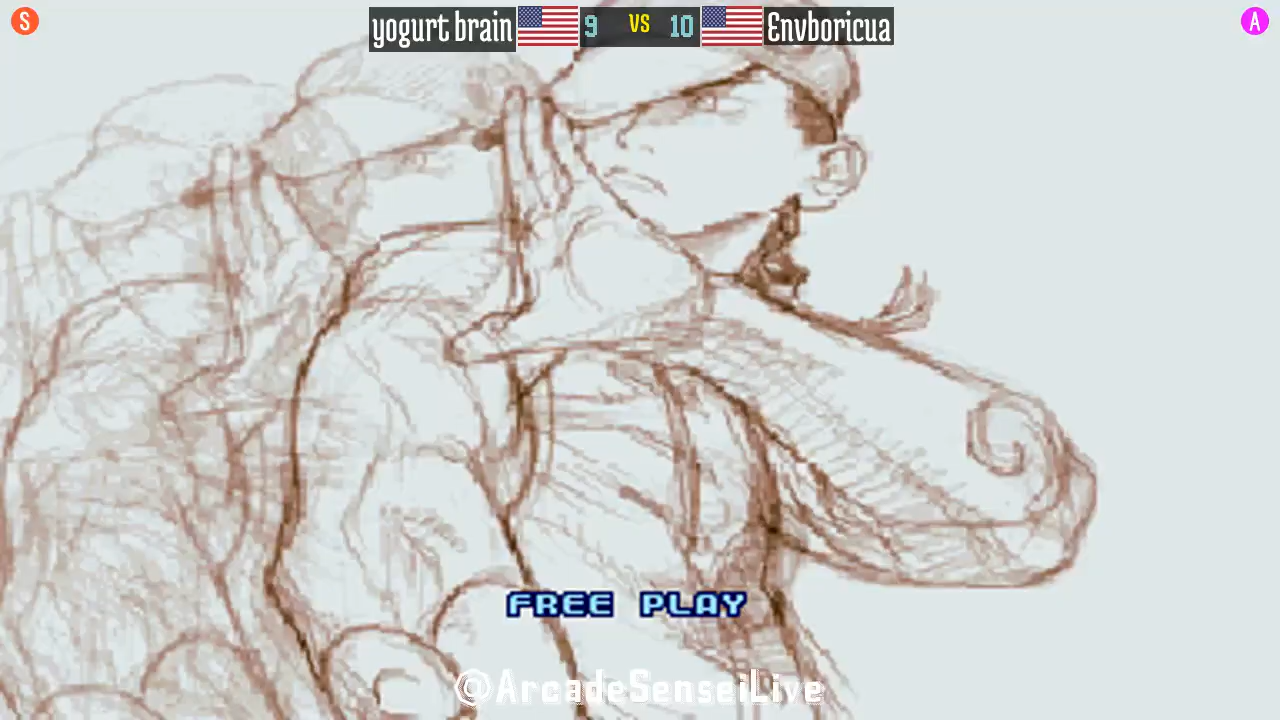 S
yogurt brain 9 VS 10 Envboricua
A
FREE PLAY
@ArcadeSenseiLive